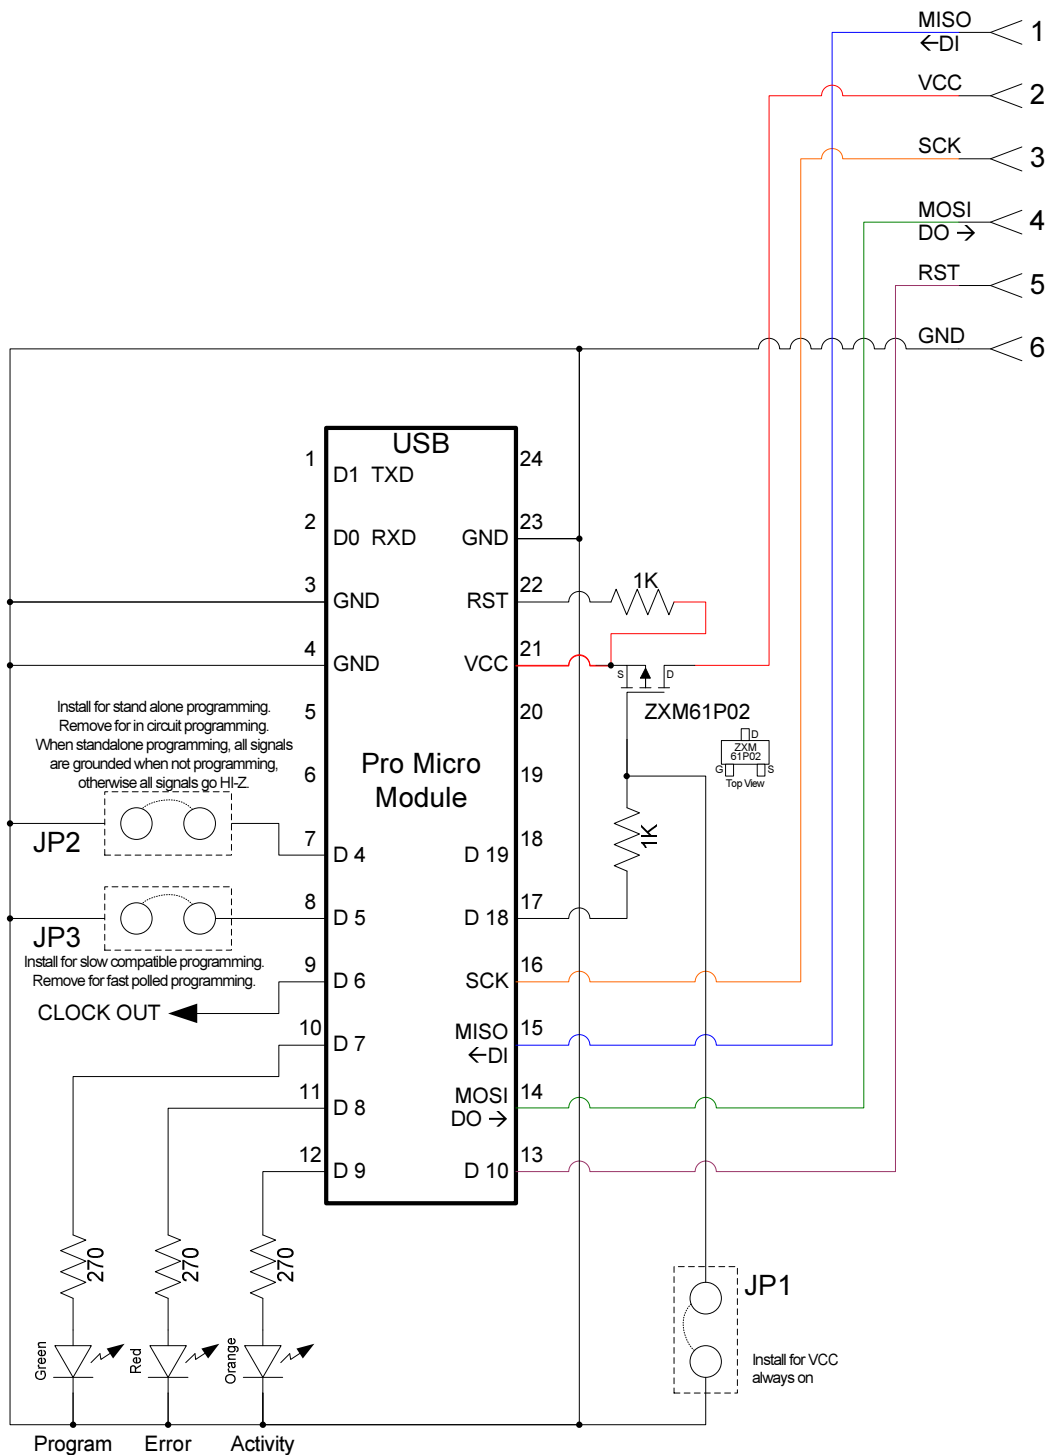 MISO
←DI
1
VCC
2
SCK
3
MOSI
DO →
4
RST
5
GND
6
USB
1
D1 TXD
24
2
D0 RXD
GND
23
3
GND
RST
22
1K
4
GND
VCC
21
S
D
ZXM61P02
D
ZXM
61P02
G
S
Top View
Install for stand alone programming.
Remove for in circuit programming.
When standalone programming, all signals
are grounded when not programming,
otherwise all signals go HI-Z.
5
20
6
19
Pro Micro
Module
JP2
7
D 4
D 19
18
1K
JP3
8
D 5
D 18
17
Install for slow compatible programming.
Remove for fast polled programming.
9
D 6
SCK
16
CLOCK OUT
10
D 7
MISO
←DI
15
11
D 8
MOSI
DO →
14
12
D 9
D 10
13
270
270
270
JP1
Green
Red
Orange
Install for VCC
always on
Program
Error
Activity